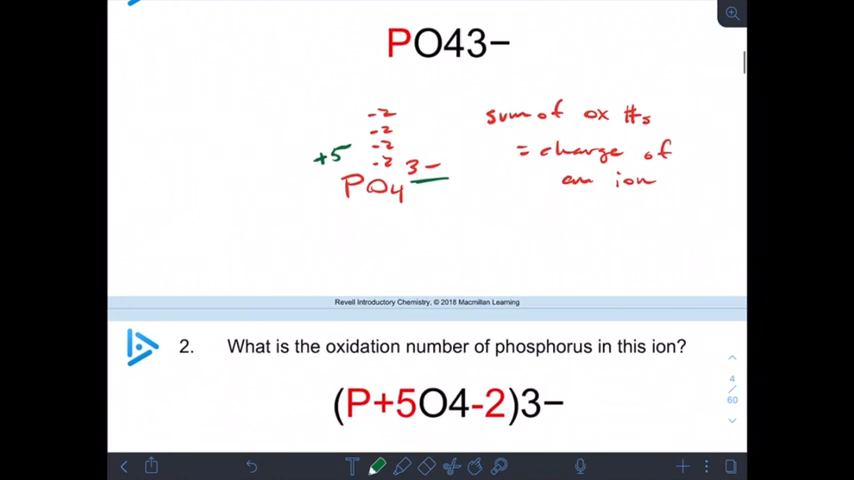 PO43−
-2
-2
-2
-2
+5
PO4 3−
sum of ox #s
= charge of
an ion
Revell Introductory Chemistry, © 2018 Macmillan Learning
2. What is the oxidation number of phosphorus in this ion?
(P+5O4-2)3−
4
60
T